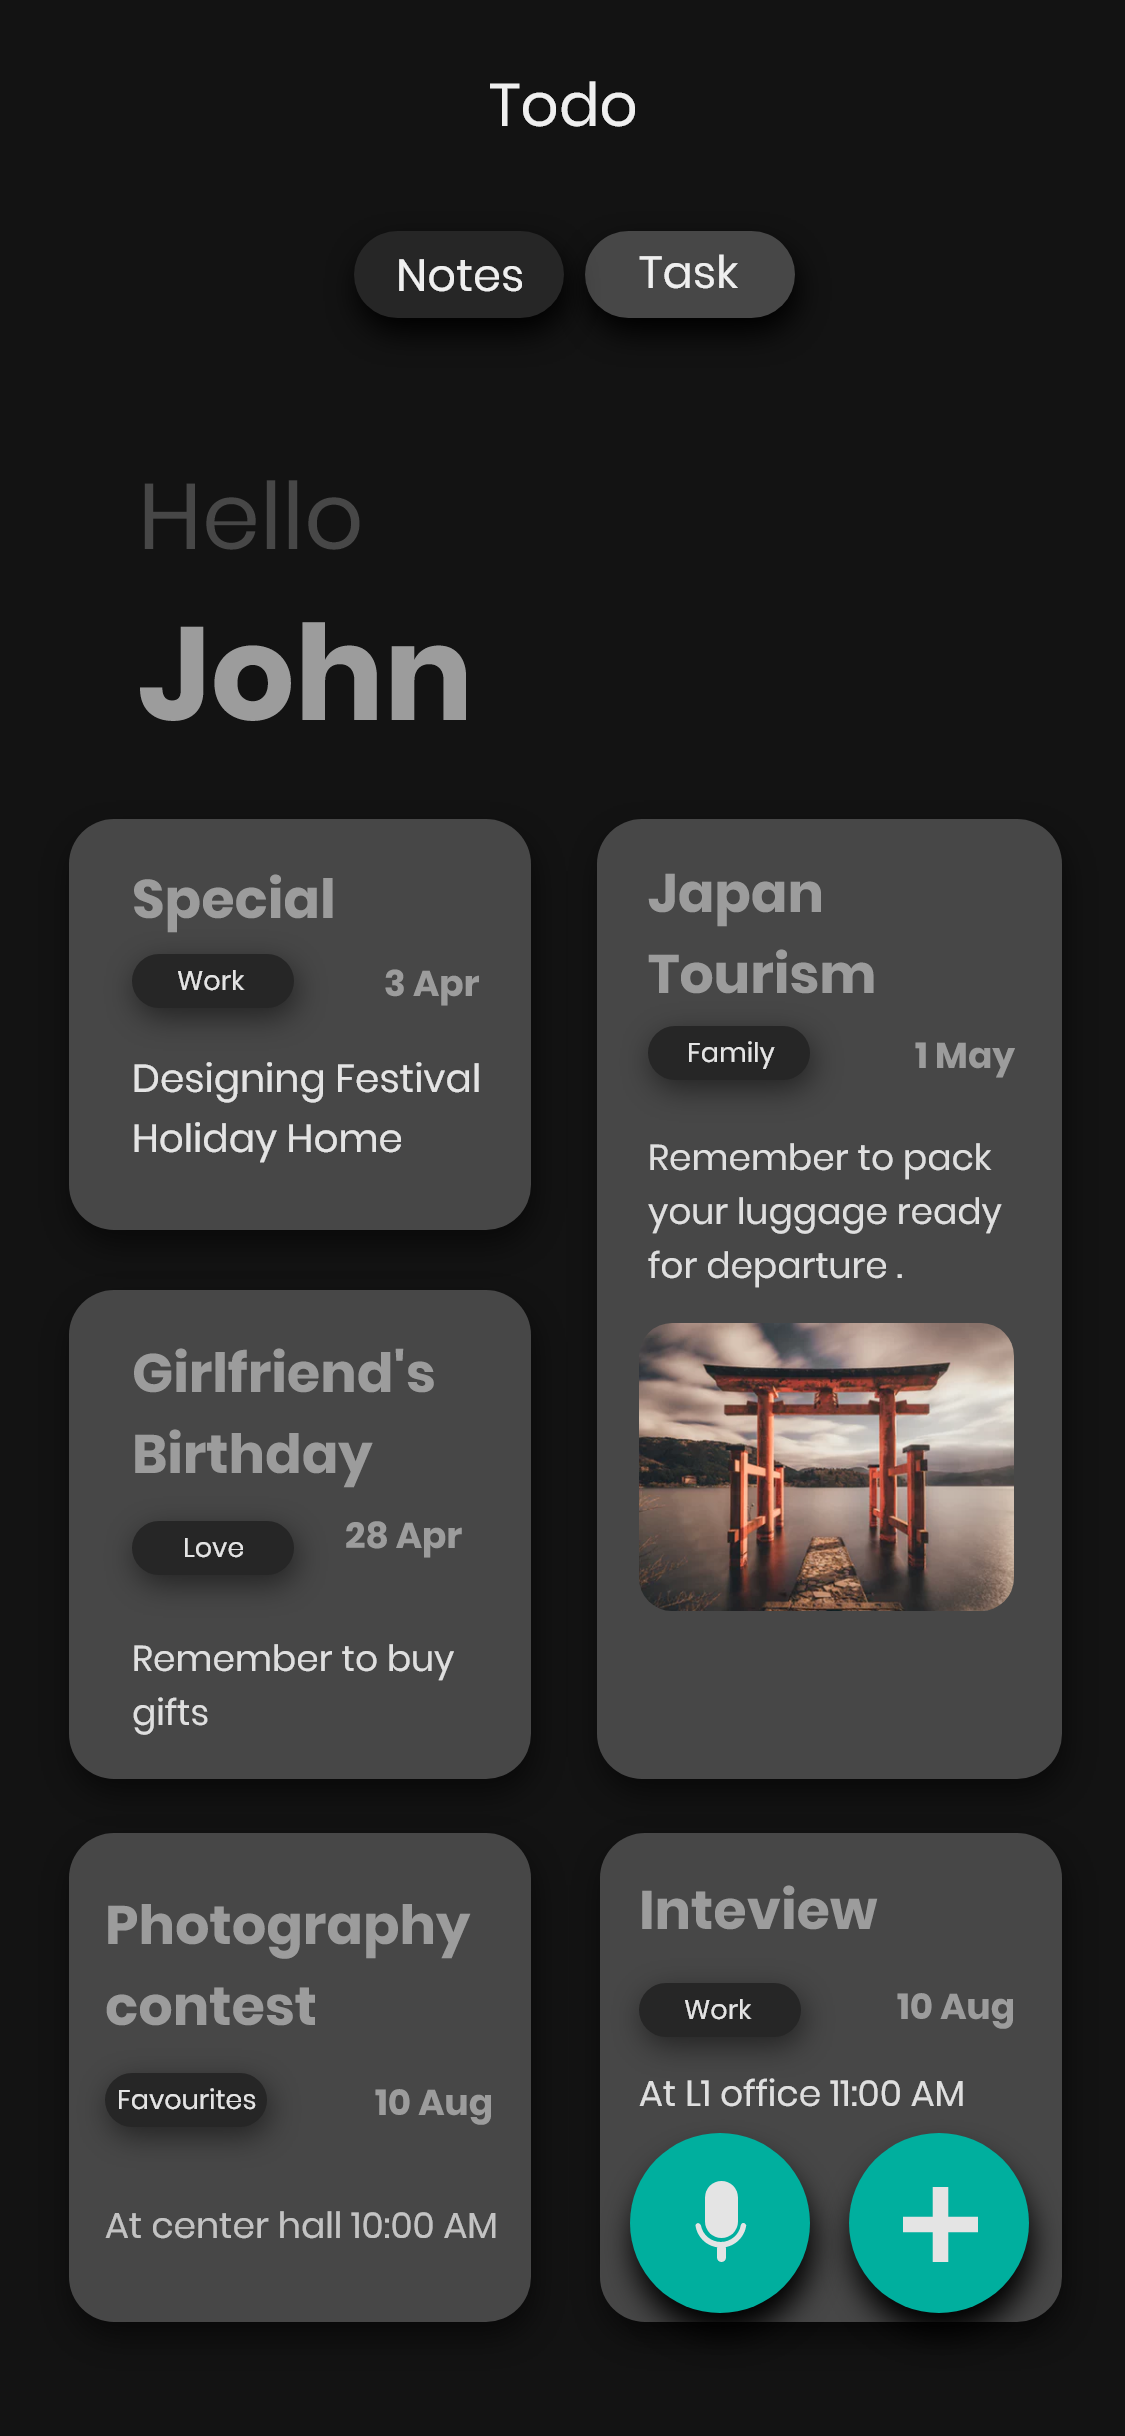 Todo
Notes
Task
Hello
John
Special
Work
3 Apr
Designing Festival
Holiday Home
Japan
Tourism
Family
1 May
Remember to pack
your luggage ready
for departure .
Girlfriend's
Birthday
Love
28 Apr
Remember to buy
gifts
Photography
contest
Favourites
10 Aug
At center hall 10:00 AM
Inteview
Work
10 Aug
At L1 office 11:00 AM